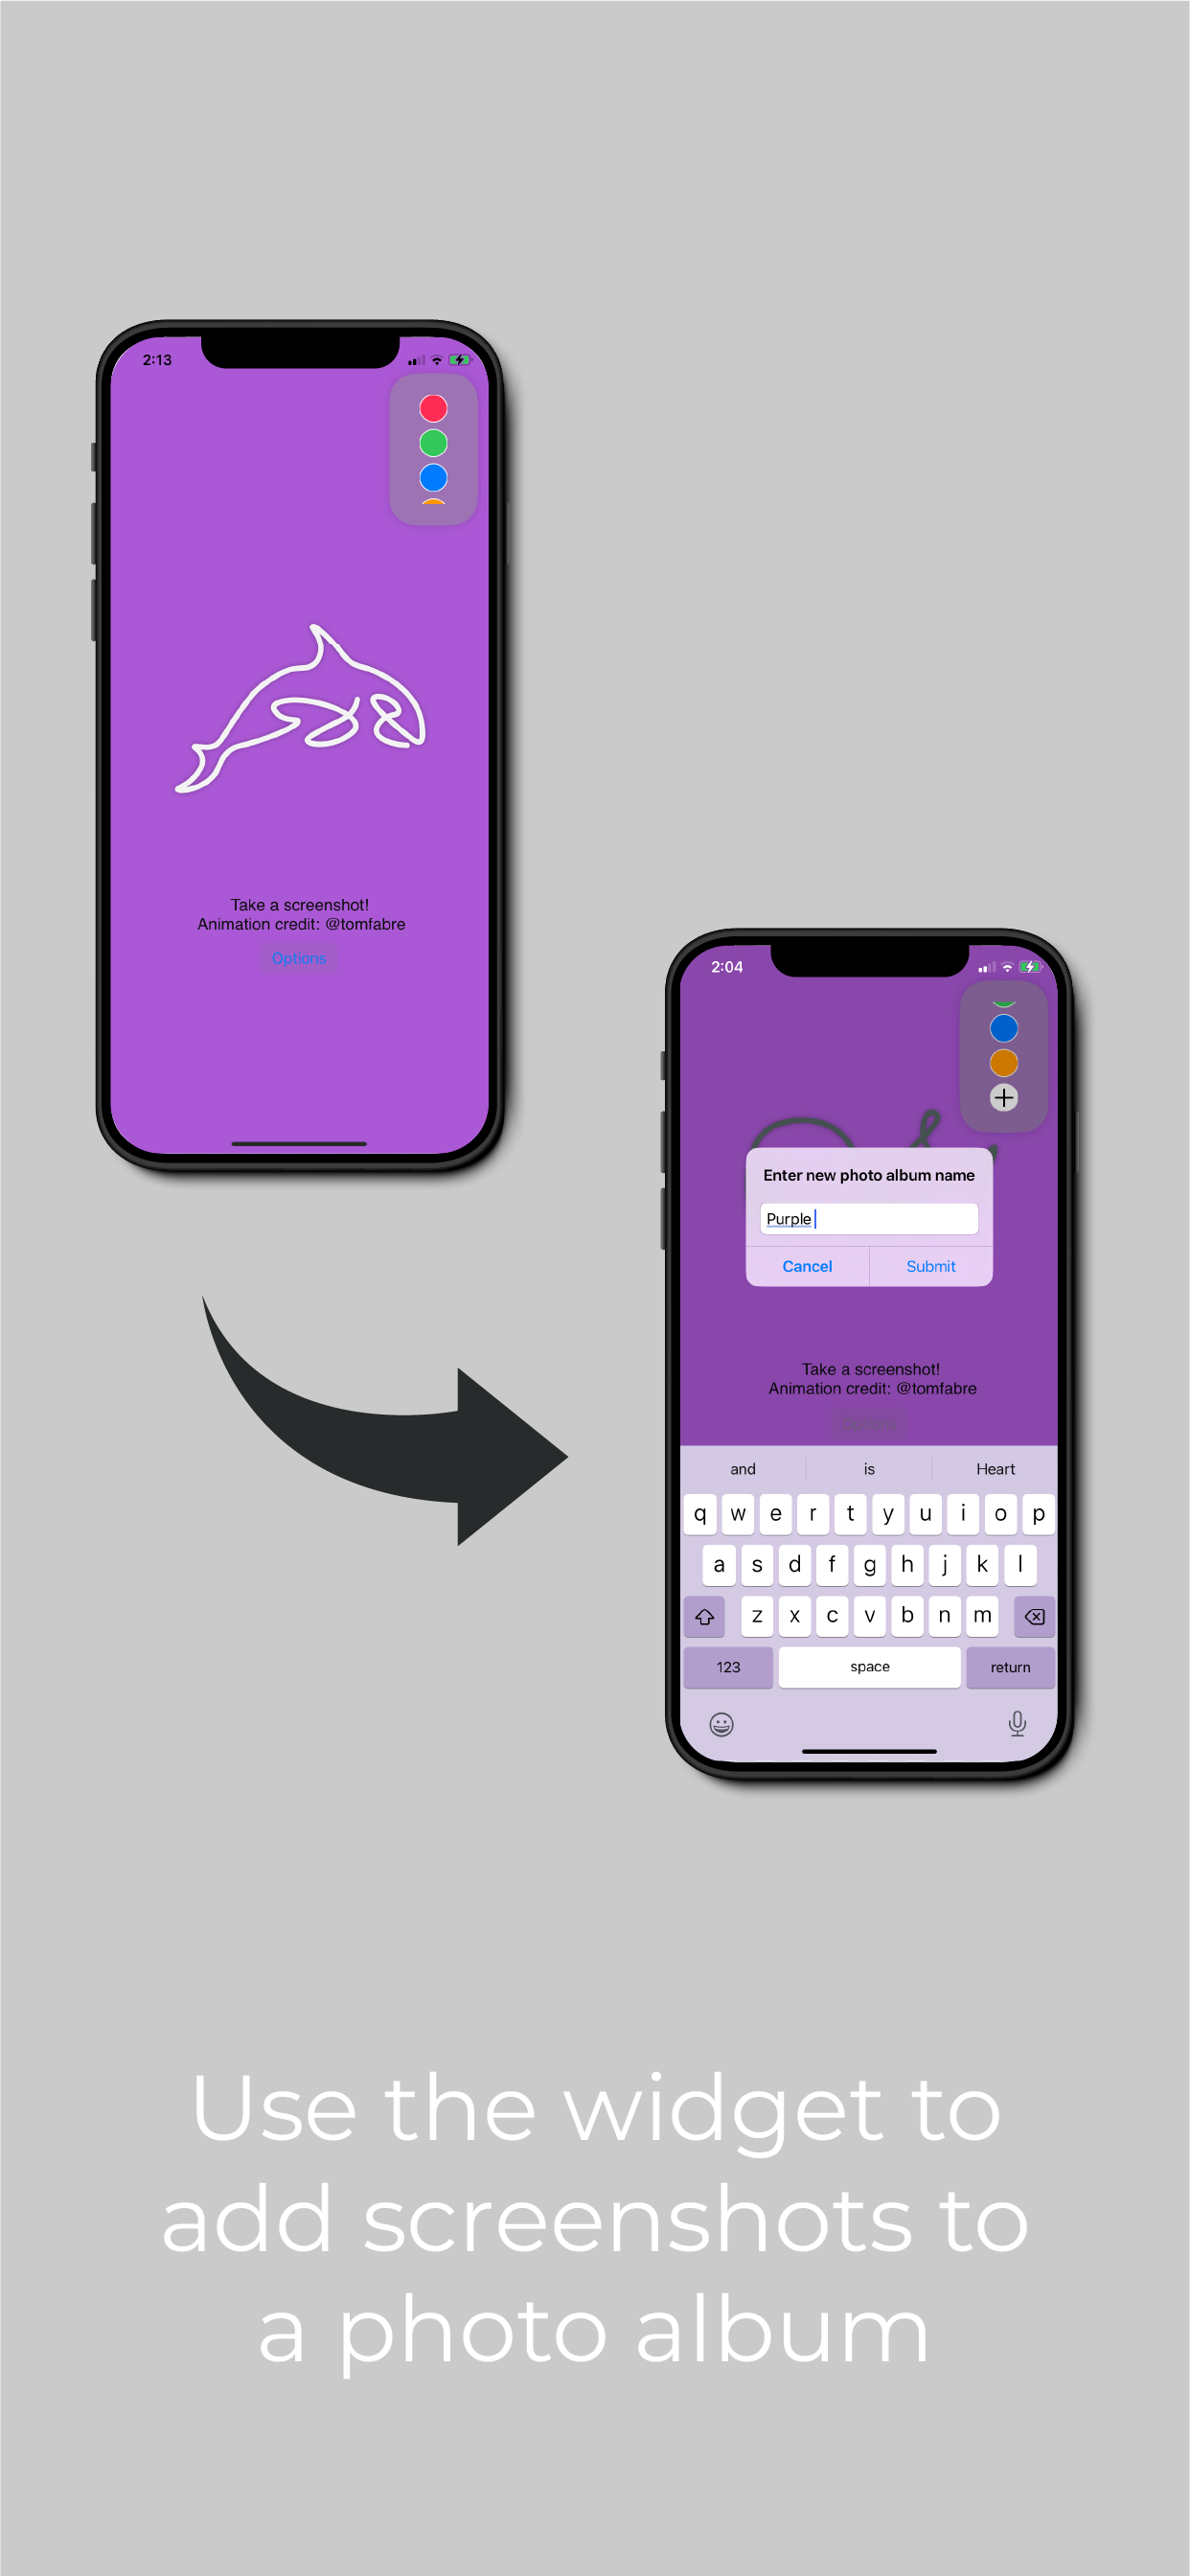 2:13
Take a screenshot!
Animation credit: @tomfabre
Options
2:04
Enter new photo album name
Purple
Cancel Submit
Take a screenshot!
Animation credit: @tomfabre
and is Heart
q w e r t y u i o p
a s d f g h j k l
z x c v b n m
123 space return
Use the widget to
add screenshots to
a photo album